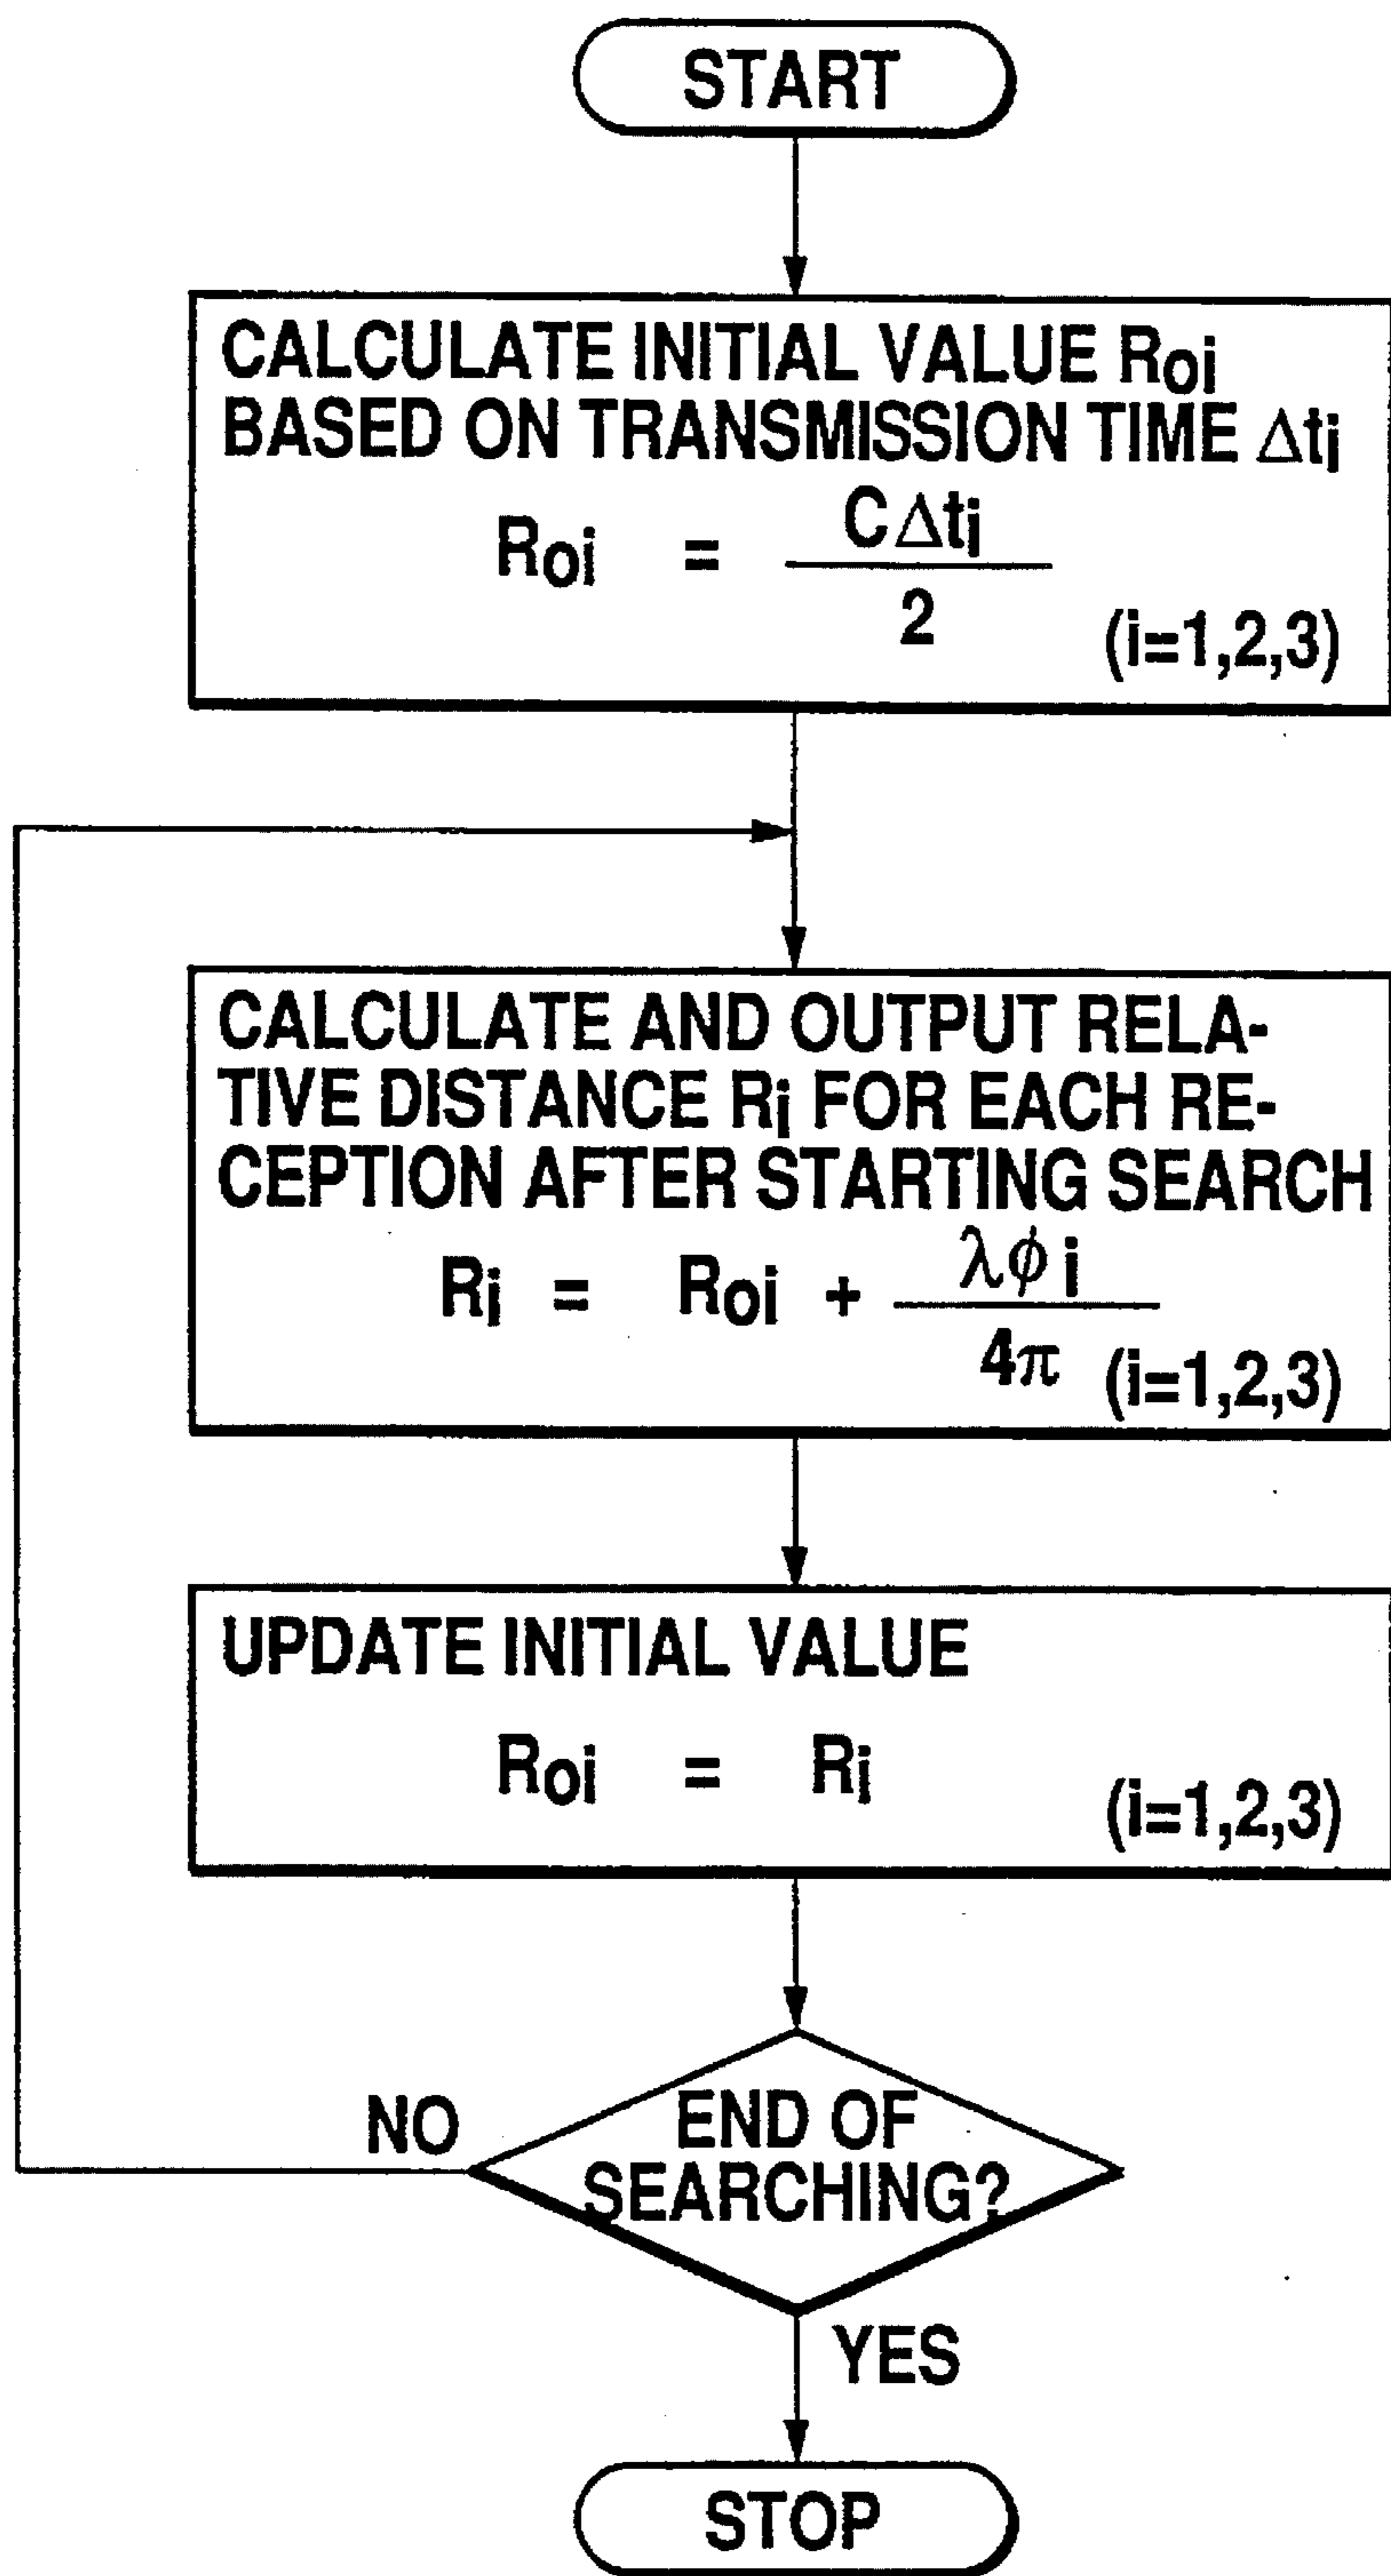 START
CALCULATE INITIAL VALUE Roi
BASED ON TRANSMISSION TIME Δti
Roi = CΔti / 2
(i=1,2,3)
CALCULATE AND OUTPUT RELA-
TIVE DISTANCE Ri FOR EACH RE-
CEPTION AFTER STARTING SEARCH
Ri = Roi + λϕi / 4π
(i=1,2,3)
UPDATE INITIAL VALUE
Roi = Ri
(i=1,2,3)
NO
END OF
SEARCHING?
YES
STOP